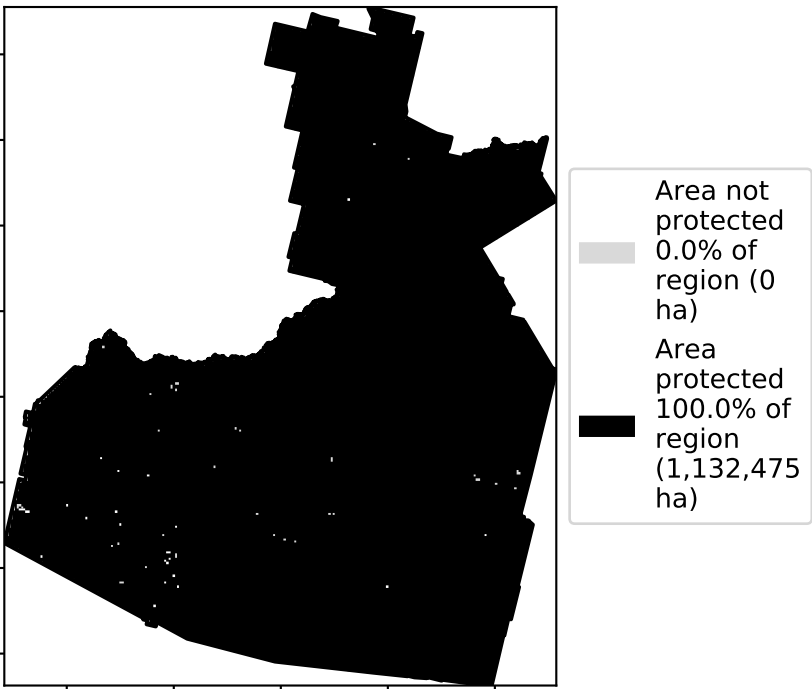 Area not
protected
0.0% of
region (0
ha)
Area
protected
100.0% of
region
(1,132,475
ha)